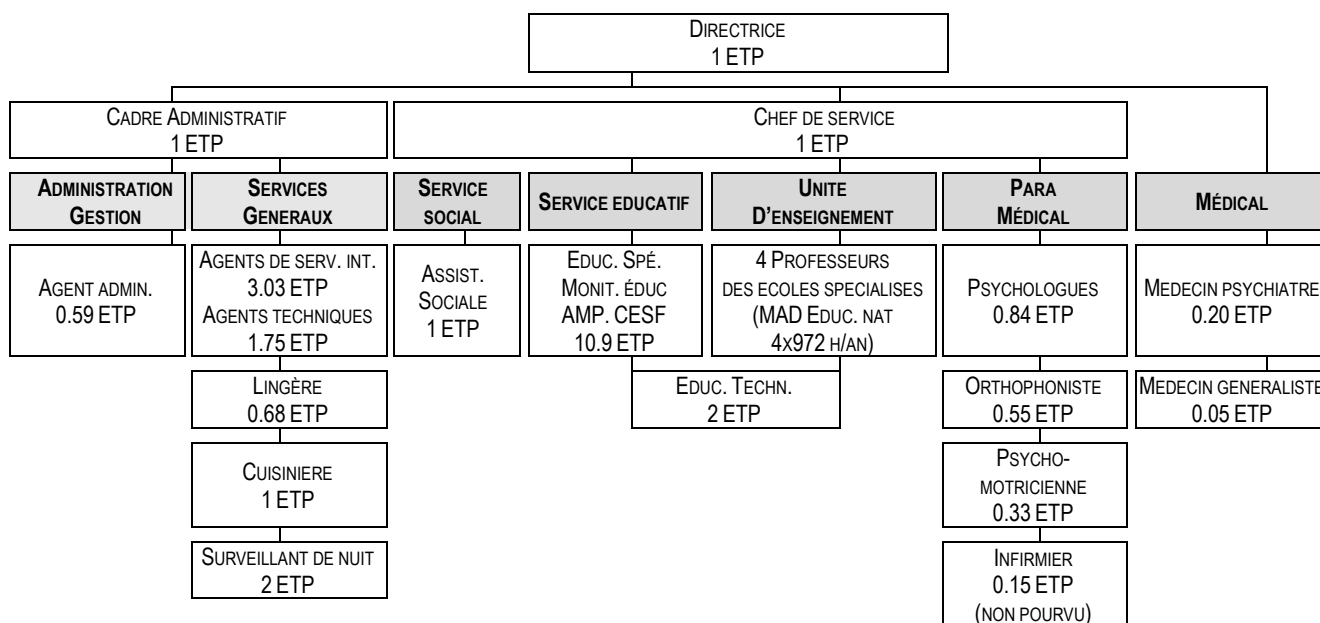 DIRECTRICE
1 ETP
CADRE ADMINISTRATIF
1 ETP
CHEF DE SERVICE
1 ETP
ADMINISTRATION
GESTION
SERVICES
GENERAUX
SERVICE
SOCIAL
SERVICE EDUCATIF
UNITE
D'ENSEIGNEMENT
PARA
MÉDICAL
MÉDICAL
AGENT ADMIN.
0.59 ETP
AGENTS DE SERV. INT.
3.03 ETP
AGENTS TECHNIQUES
1.75 ETP
ASSIST.
SOCIALE
1 ETP
EDUC. SPÉ.
MONIT. ÉDUC
AMP. CESF
10.9 ETP
4 PROFESSEURS
DES ECOLES SPECIALISES
(MAD EDUC. NAT
4X972 H/AN)
PSYCHOLOGUES
0.84 ETP
MEDECIN PSYCHIATRE
0.20 ETP
LINGÈRE
0.68 ETP
EDUC. TECHN.
2 ETP
ORTHOPHONISTE
0.55 ETP
MEDECIN GENERALISTE
0.05 ETP
CUISINIERE
1 ETP
PSYCHO-
MOTRICIENNE
0.33 ETP
SURVEILLANT DE NUIT
2 ETP
INFIRMIER
0.15 ETP
(NON POURVU)